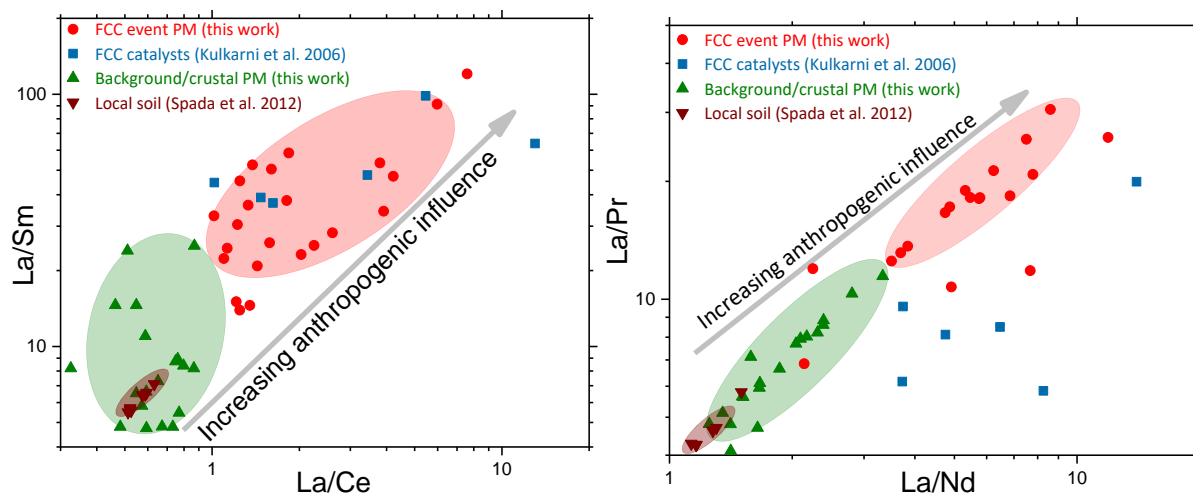 FCC event PM (this work)
FCC catalysts (Kulkarni et al. 2006)
Background/crustal PM (this work)
Local soil (Spada et al. 2012)
100
10
La/Sm
Increasing anthropogenic influence
1
10
La/Ce
FCC event PM (this work)
FCC catalysts (Kulkarni et al. 2006)
Background/crustal PM (this work)
Local soil (Spada et al. 2012)
10
La/Pr
Increasing anthropogenic influence
1
10
La/Nd